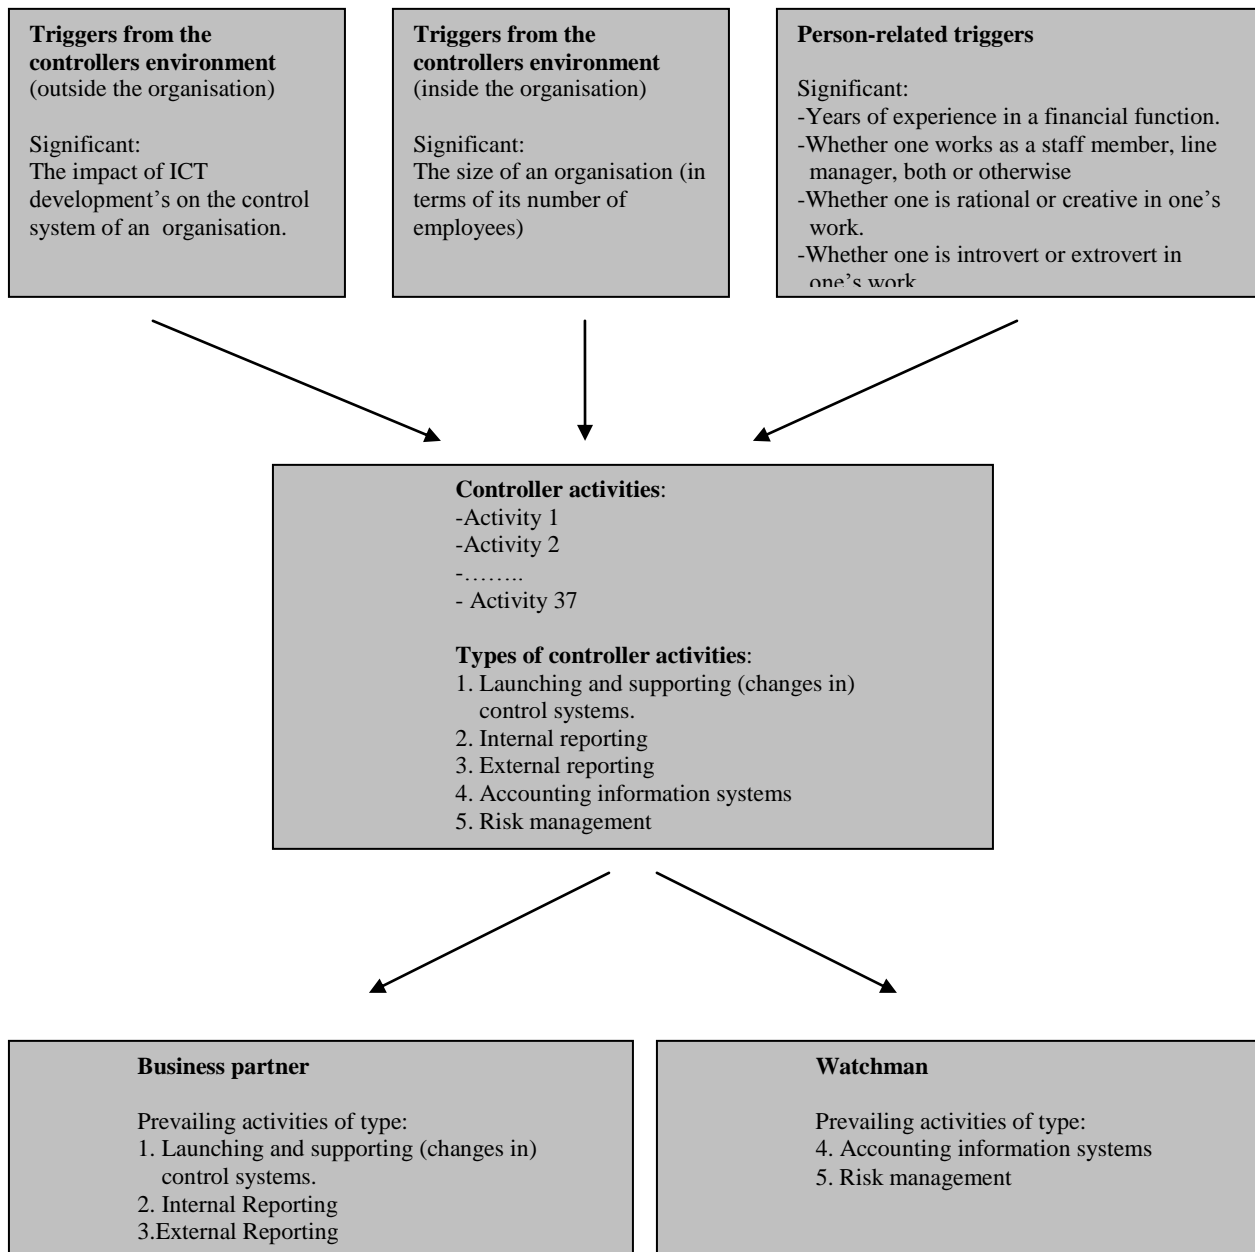 Triggers from the
controllers environment
(outside the organisation)
Significant:
The impact of ICT
development’s on the control
system of an organisation.
Triggers from the
controllers environment
(inside the organisation)
Significant:
The size of an organisation (in
terms of its number of
employees)
Person-related triggers
Significant:
-Years of experience in a financial function.
-Whether one works as a staff member, line
manager, both or otherwise
-Whether one is rational or creative in one’s
work.
-Whether one is introvert or extrovert in
one’s work
Controller activities:
-Activity 1
-Activity 2
-……..
- Activity 37
Types of controller activities:
1. Launching and supporting (changes in)
control systems.
2. Internal reporting
3. External reporting
4. Accounting information systems
5. Risk management
Business partner
Prevailing activities of type:
1. Launching and supporting (changes in)
control systems.
2. Internal Reporting
3.External Reporting
Watchman
Prevailing activities of type:
4. Accounting information systems
5. Risk management